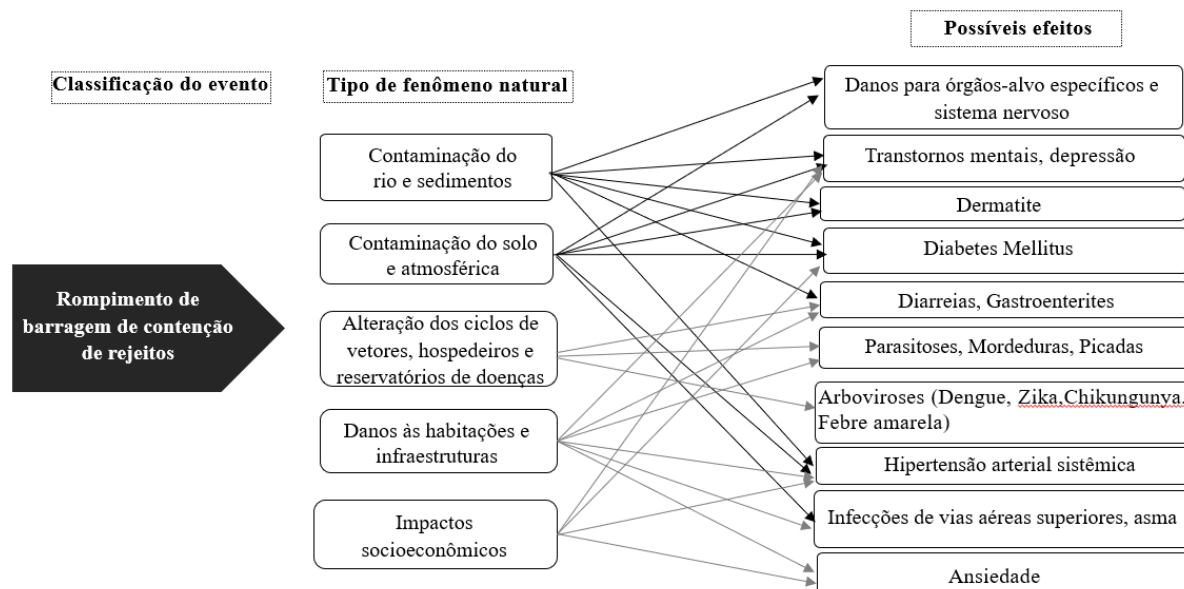 Possíveis efeitos
Classificação do evento
Tipo de fenômeno natural
Rompimento de
barragem de contenção
de rejeitos
Contaminação do
rio e sedimentos
Contaminação do solo
e atmosférica
Alteração dos ciclos de
vetores, hospedeiros e
reservatórios de doenças
Danos às habitações e
infraestruturas
Impactos
socioeconômicos
Danos para órgãos-alvo específicos e
sistema nervoso
Transtornos mentais, depressão
Dermatite
Diabetes Mellitus
Diarreias, Gastroenterites
Parasitoses, Mordeduras, Picadas
Arboviroses (Dengue, Zika,Chikungunya,
Febre amarela)
Hipertensão arterial sistêmica
Infecções de vias aéreas superiores, asma
Ansiedade